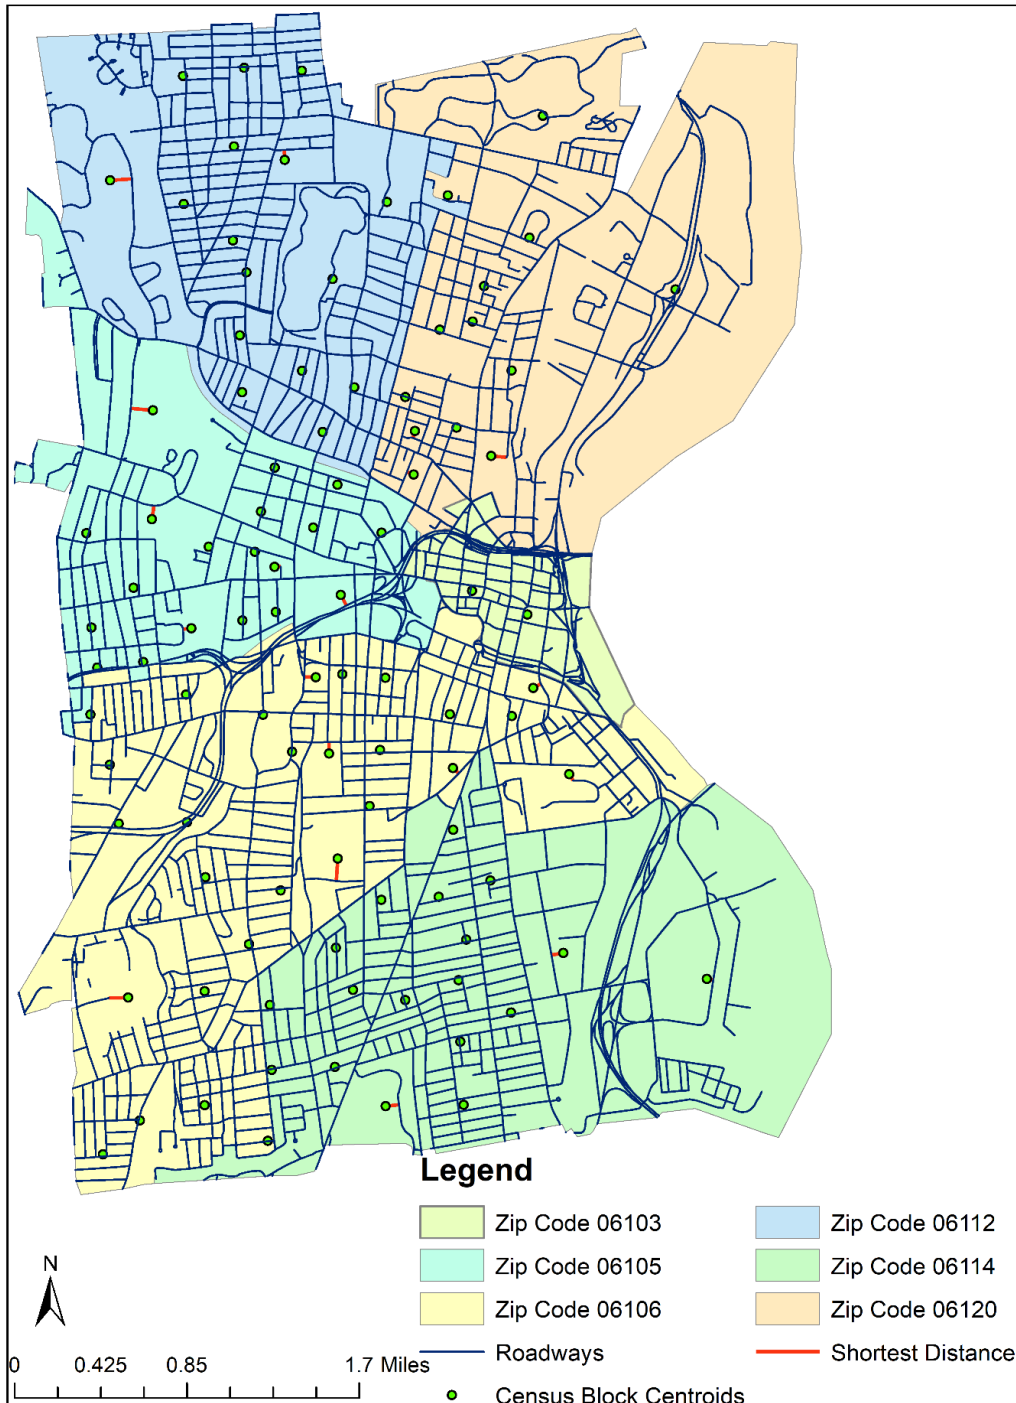 Legend
Zip Code 06103
Zip Code 06112
Zip Code 06105
Zip Code 06114
Zip Code 06106
Zip Code 06120
Roadways
Shortest Distance
Census Block Centroids
N
0 0.425 0.85 1.7 Miles